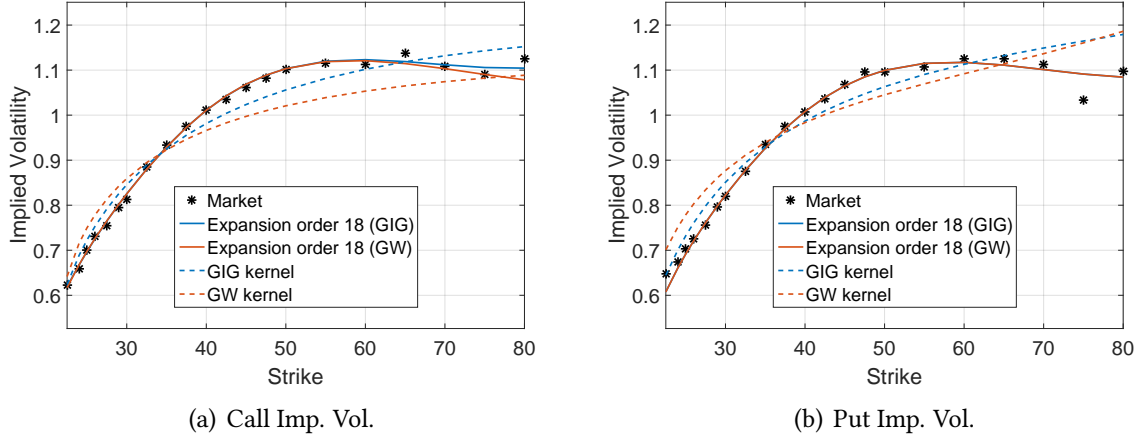 1.2
1.1
1
0.9
0.8
0.7
0.6
Implied Volatility
Market
Expansion order 18 (GIG)
Expansion order 18 (GW)
GIG kernel
GW kernel
30 40 50 60 70 80
Strike
(a) Call Imp. Vol.
1.2
1.1
1
0.9
0.8
0.7
0.6
Implied Volatility
Market
Expansion order 18 (GIG)
Expansion order 18 (GW)
GIG kernel
GW kernel
30 40 50 60 70 80
Strike
(b) Put Imp. Vol.